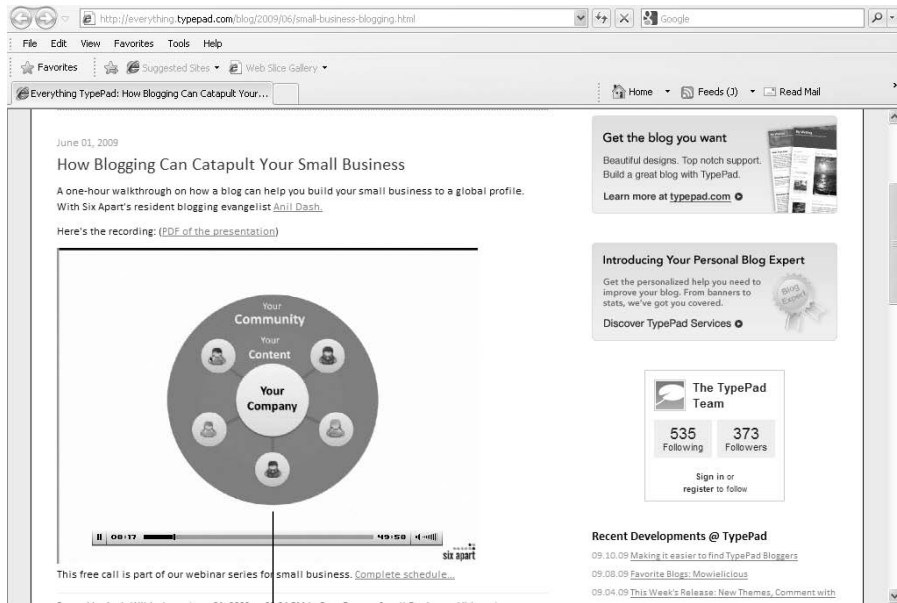 http://everything.typepad.com/blog/2009/06/small-business-blogging.html
Google
File Edit View Favorites Tools Help
Favorites Suggested Sites Web Slice Gallery
Everything TypePad: How Blogging Can Catapult Your...
Home Feeds (J) Read Mail
June 01, 2009
How Blogging Can Catapult Your Small Business
A one-hour walkthrough on how a blog can help you build your small business to a global profile.
With Six Apart's resident blogging evangelist Anil Dash.
Here's the recording: (PDF of the presentation)
Your
Community
Your
Content
Your
Company
00:17
49:50
six apart
This free call is part of our webinar series for small business. Complete schedule...
Get the blog you want
Beautiful designs. Top notch support.
Build a great blog with TypePad.
Learn more at typepad.com
Introducing Your Personal Blog Expert
Get the personalized help you need to
improve your blog. From banners to
stats, we've got you covered.
Discover TypePad Services
Blog
Expert
The TypePad
Team
535
Following
373
Followers
Sign in or
register to follow
Recent Developments @ TypePad
09.10.09 Making it easier to find TypePad Bloggers
09.08.09 Favorite Blogs: Mowielicious
09.04.09 This Week's Release: New Themes, Comment with